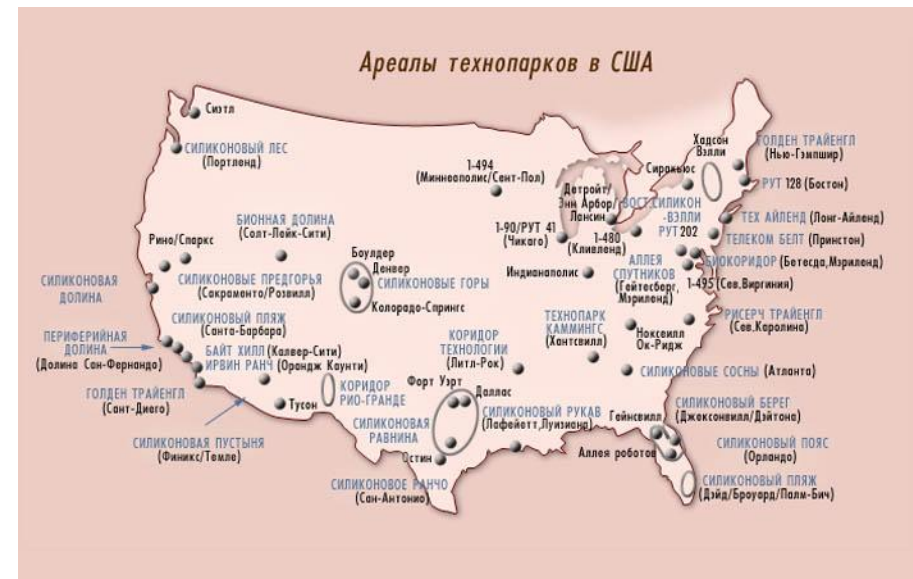 Ареалы технопарков в США
Сиэтл
СИЛИКОНОВЫЙ ЛЕС
(Портленд)
1-494
(Миннеаполис/Сент-Пол)
Хадсон
Вэлли
Сиракьюс
ГОЛДЕН ТРАЙЕНГЛ
(Нью-Гэмпшир)
РУТ 128 (Бостон)
Детройт/
Энн Арбор/
Лансин
ВОСТ. СИЛИКОН
-ВЭЛЛИ
РУТ 202
ТЕХ АЙЛЕНД (Лонг-Айленд)
БИОННАЯ ДОЛИНА
(Солт-Лейк-Сити)
1-90/РУТ 41
(Чикаго)
1-480
(Кливленд)
ТЕЛЕКОМ БЕЛТ (Принстон)
Рино/Спаркс
Боулдер
Денвер
АЛЛЕЯ
СПУТНИКОВ
(Гейтесберг,
Мэриленд)
БИОКОРИДОР (Бетесда,Мэриленд)
1-495 (Сев.Виргиния)
СИЛИКОНОВАЯ
ДОЛИНА
СИЛИКОНОВЫЕ ПРЕДГОРЬЯ
(Сакраменто/Розвилл)
СИЛИКОНОВЫЕ ГОРЫ
Колорадо-Спрингс
Индианаполис
СИЛИКОНОВЫЙ ПЛЯЖ
(Санта-Барбара)
ПЕРИФЕРИЙНАЯ
ДОЛИНА
(Долина Сан-Фернандо)
БАЙТ ХИЛЛ (Калвер-Сити)
ИРВИН РАНЧ (Орандж Каунти)
КОРИДОР
ТЕХНОЛОГИИ
(Литл-Рок)
ТЕХНОПАРК
КАММИНГС
(Хантсвилл)
Ноксвилл
Ок-Ридж
РИСЕРЧ ТРАЙЕНГЛ
(Сев.Каролина)
ГОЛДЕН ТРАЙЕНГЛ
(Сант-Диего)
Тусон
КОРИДОР
РИО-ГРАНДЕ
Форт Уэрт
Даллас
СИЛИКОНОВЫЕ СОСНЫ (Атланта)
СИЛИКОНОВАЯ ПУСТЫНЯ
(Финикс/Темпе)
СИЛИКОНОВАЯ
РАВНИНА
СИЛИКОНОВЫЙ РУКАВ
(Лафейетт,Луизиана)
Гейнсвилл
СИЛИКОНОВЫЙ БЕРЕГ
(Джексонвилл/Дэйтона)
Остин
Аллея роботов
СИЛИКОНОВЫЙ ПОЯС
(Орландо)
СИЛИКОНОВОЕ РАНЧО
(Сан-Антонио)
СИЛИКОНОВЫЙ ПЛЯЖ
(Дэйд/Броуард/Палм-Бич)